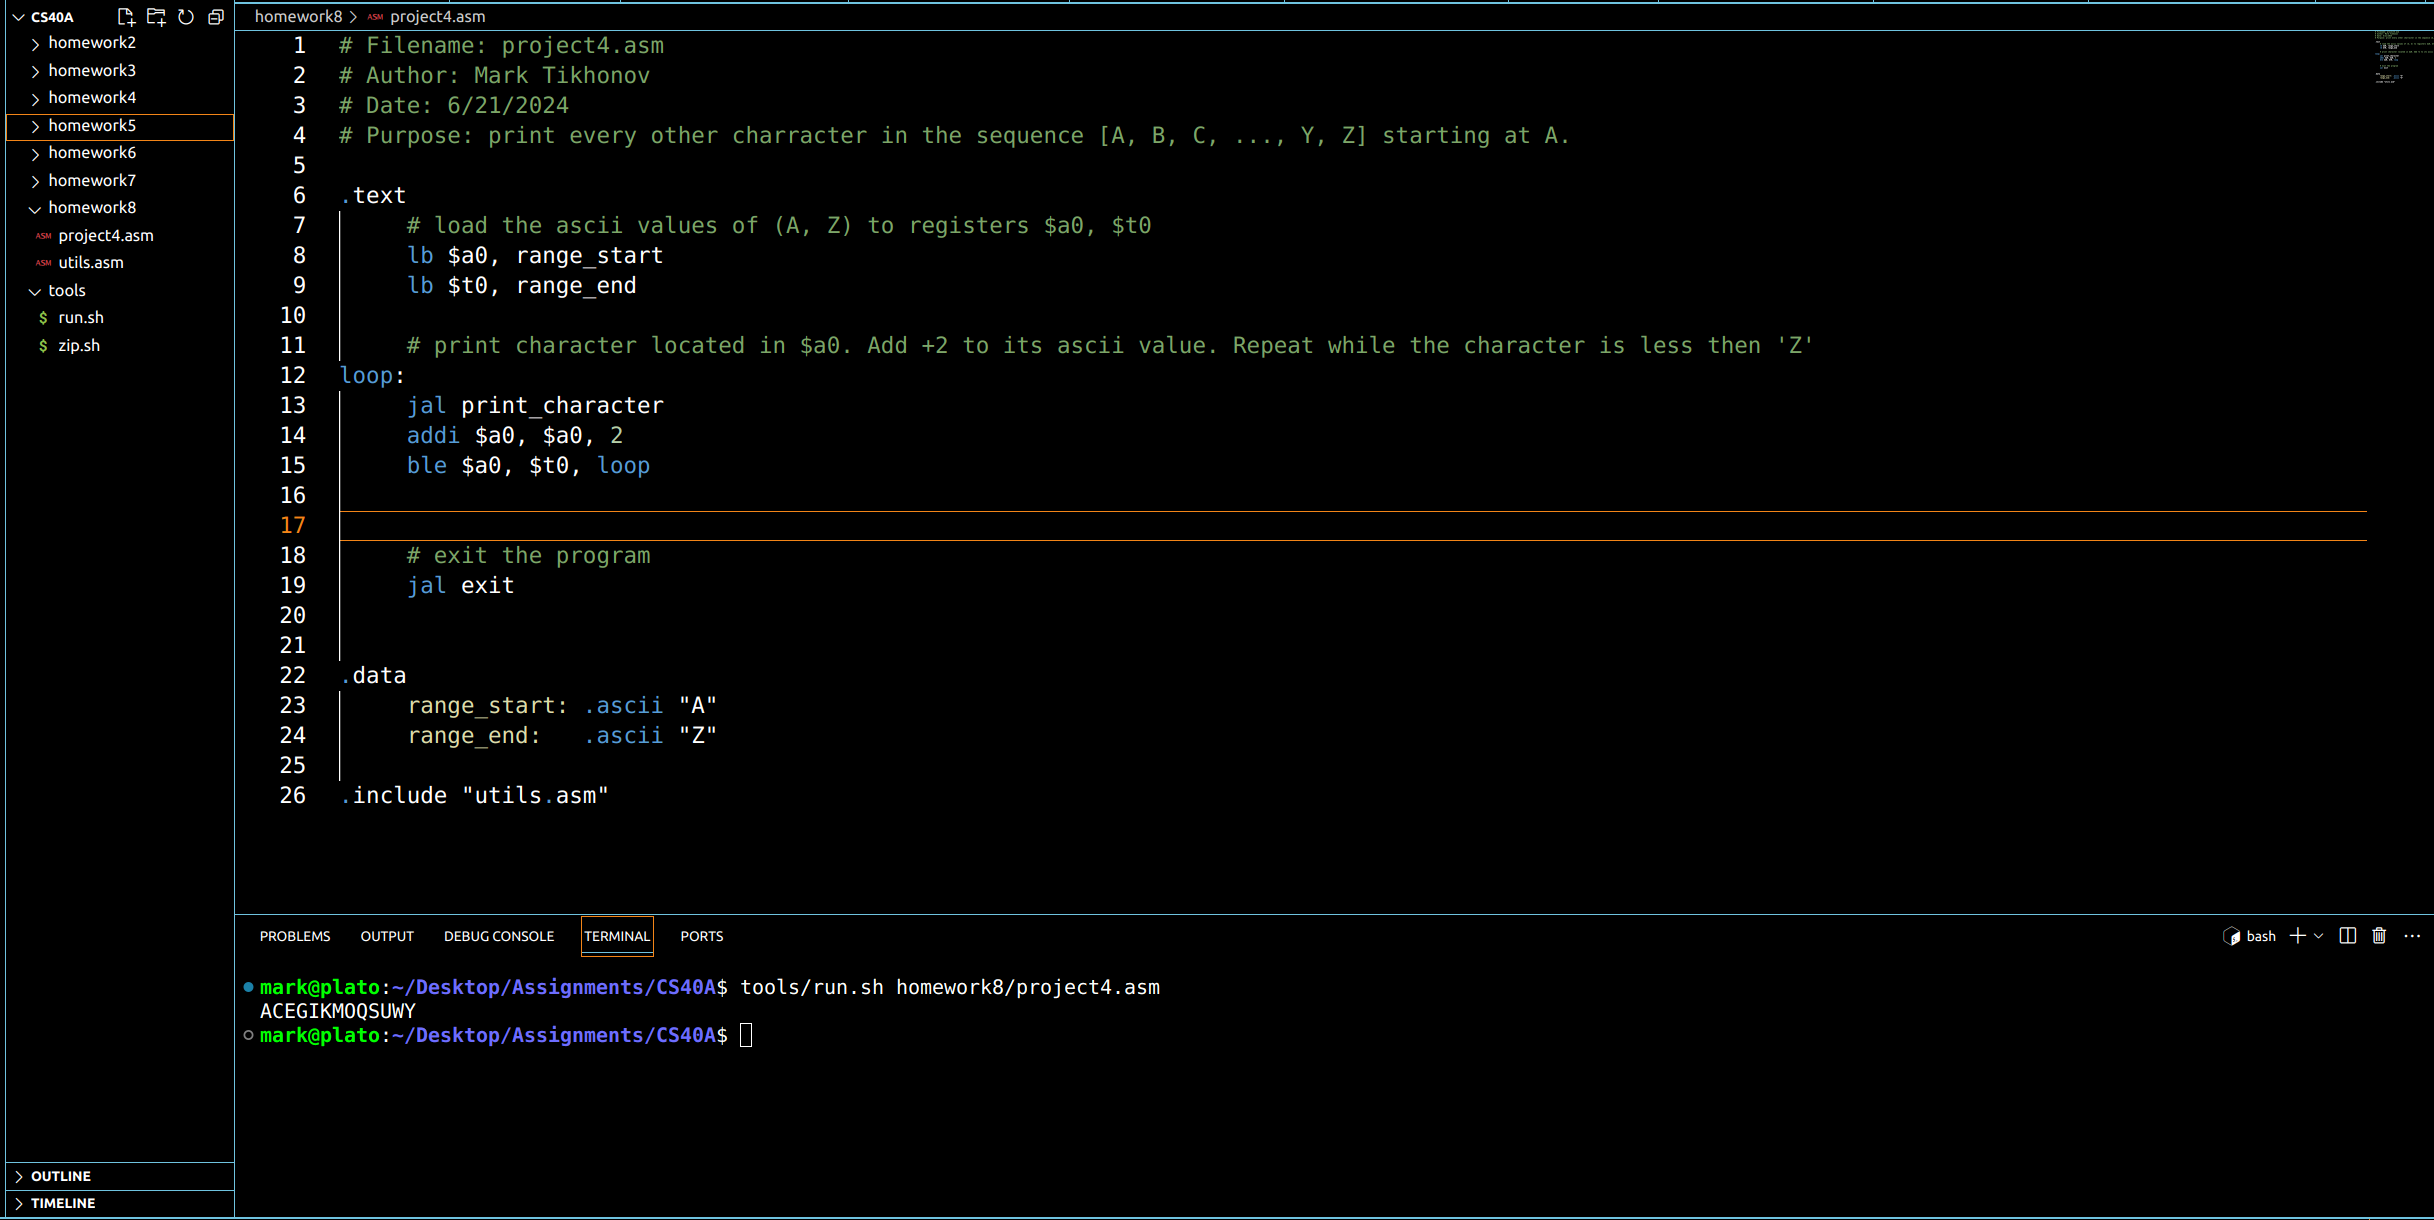 CS40A
homework2
homework3
homework4
homework5
homework6
homework7
homework8
ASM project4.asm
ASM utils.asm
tools
$ run.sh
$ zip.sh
OUTLINE
TIMELINE
homework8 > ASM project4.asm
1 # Filename: project4.asm
2 # Author: Mark Tikhonov
3 # Date: 6/21/2024
4 # Purpose: print every other charracter in the sequence [A, B, C, ..., Y, Z] starting at A.
5
6 .text
7 # load the ascii values of (A, Z) to registers $a0, $t0
8 lb $a0, range_start
9 lb $t0, range_end
10
11 # print character located in $a0. Add +2 to its ascii value. Repeat while the character is less then 'Z'
12 loop:
13 jal print_character
14 addi $a0, $a0, 2
15 ble $a0, $t0, loop
16
17
18 # exit the program
19 jal exit
20
21
22 .data
23 range_start: .ascii "A"
24 range_end: .ascii "Z"
25
26 .include "utils.asm"
PROBLEMS OUTPUT DEBUG CONSOLE TERMINAL PORTS
bash
mark@plato:~/Desktop/Assignments/CS40A$ tools/run.sh homework8/project4.asm
ACEGIKMOQSUWY
mark@plato:~/Desktop/Assignments/CS40A$